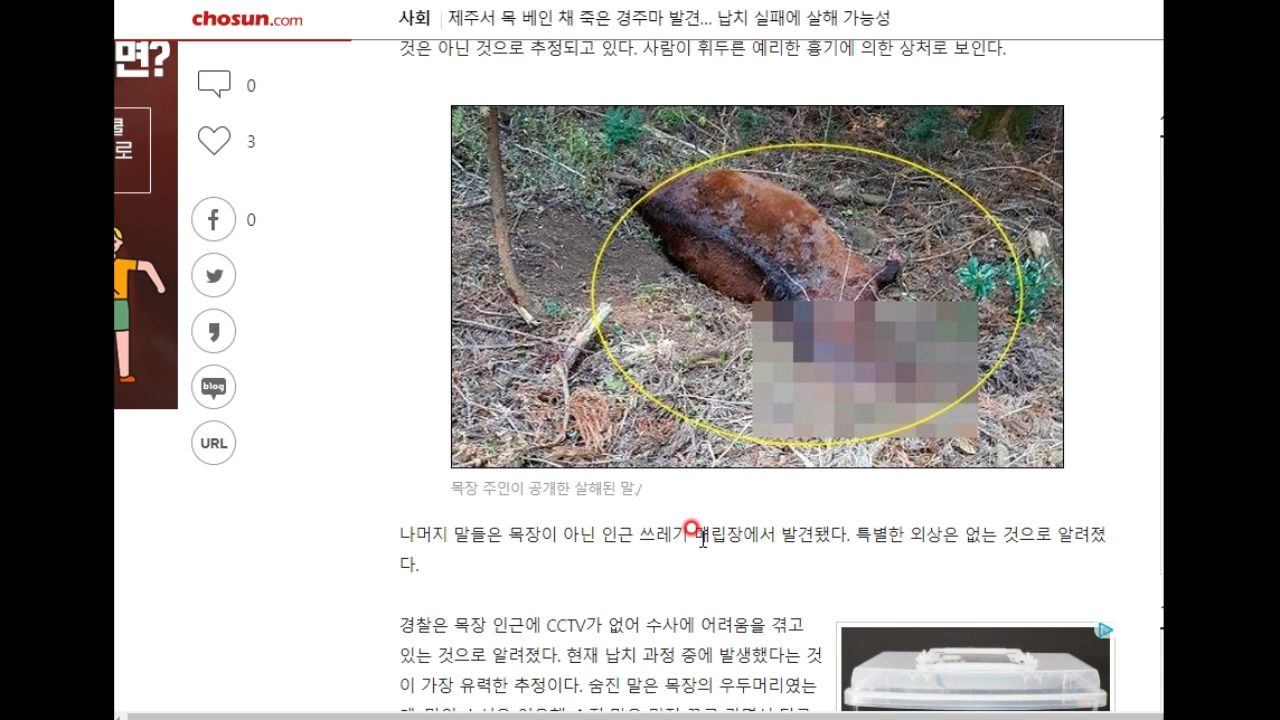 chosun.com
사회 제주서 목 베인 채 죽은 경주마 발견... 납치 실패에 살해 가능성
것은 아닌 것으로 추정되고 있다. 사람이 휘두른 예리한 흉기에 의한 상처로 보인다.
면?
로
0
3
0
blog
URL
목장 주인이 공개한 살해된 말/
나머지 말들은 목장이 아닌 인근 쓰레기 매립장에서 발견됐다. 특별한 외상은 없는 것으로 알려졌
다.
경찰은 목장 인근에 CCTV가 없어 수사에 어려움을 겪고
있는 것으로 알려졌다. 현재 납치 과정 중에 발생했다는 것
이 가장 유력한 추정이다. 숨진 말은 목장의 우두머리였는